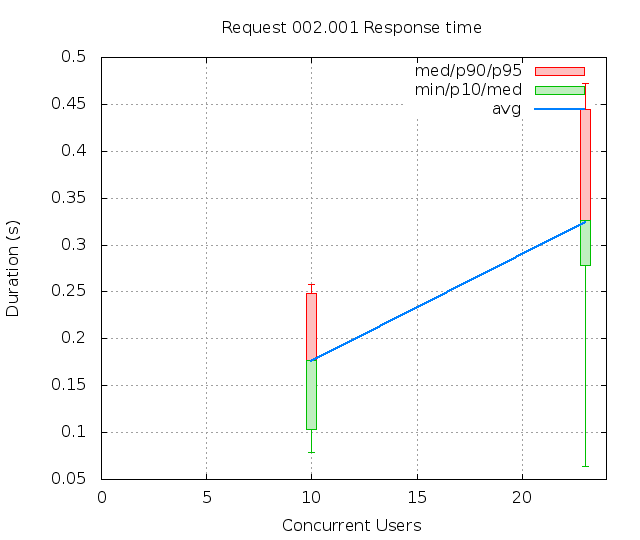 Request 002.001 Response time
0.5
0.45
0.4
0.35
0.3
0.25
0.2
0.15
0.1
0.05
Duration (s)
med/p90/p95
min/p10/med
avg
0 5 10 15 20
Concurrent Users